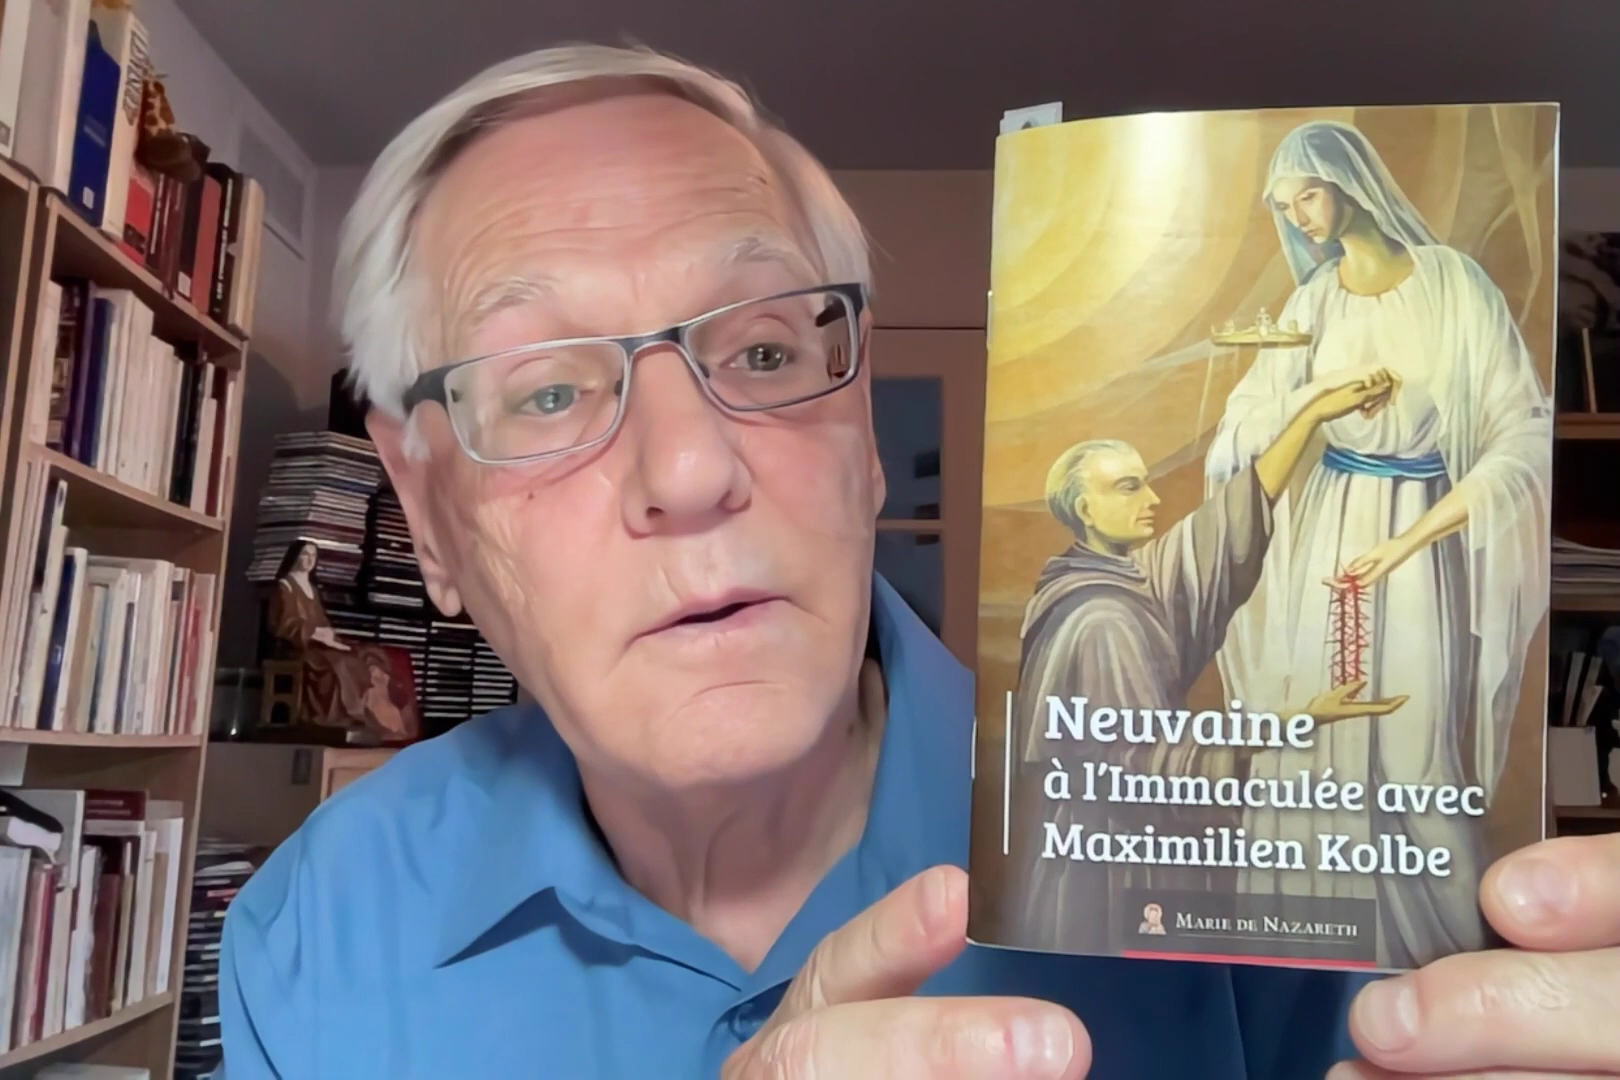 Neuvaine
à l'Immaculée avec
Maximilien Kolbe
MARIE DE NAZARETH